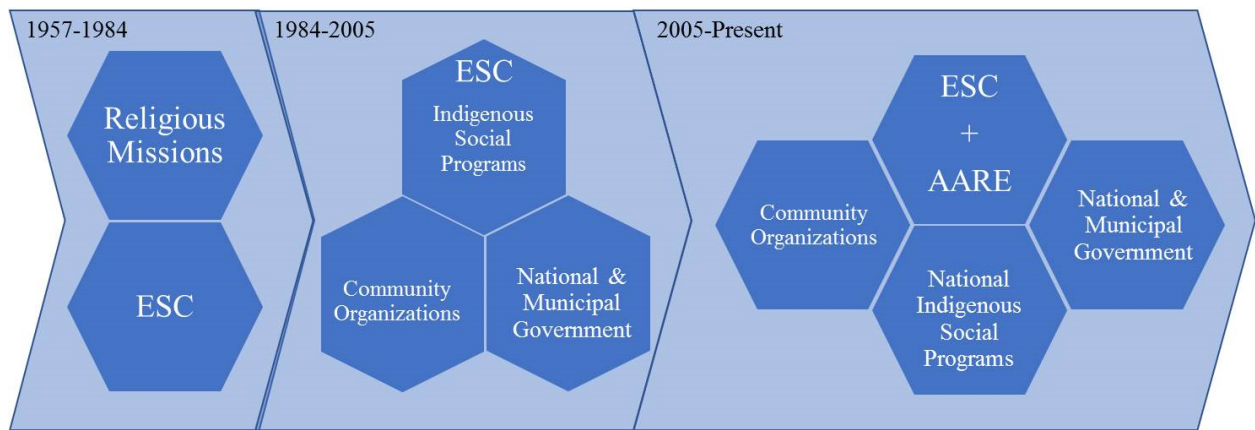 1957-1984
Religious
Missions
ESC
1984-2005
ESC
Indigenous
Social
Programs
Community
Organizations
National &
Municipal
Government
2005-Present
ESC
+
AARE
Community
Organizations
National &
Municipal
Government
National
Indigenous
Social
Programs